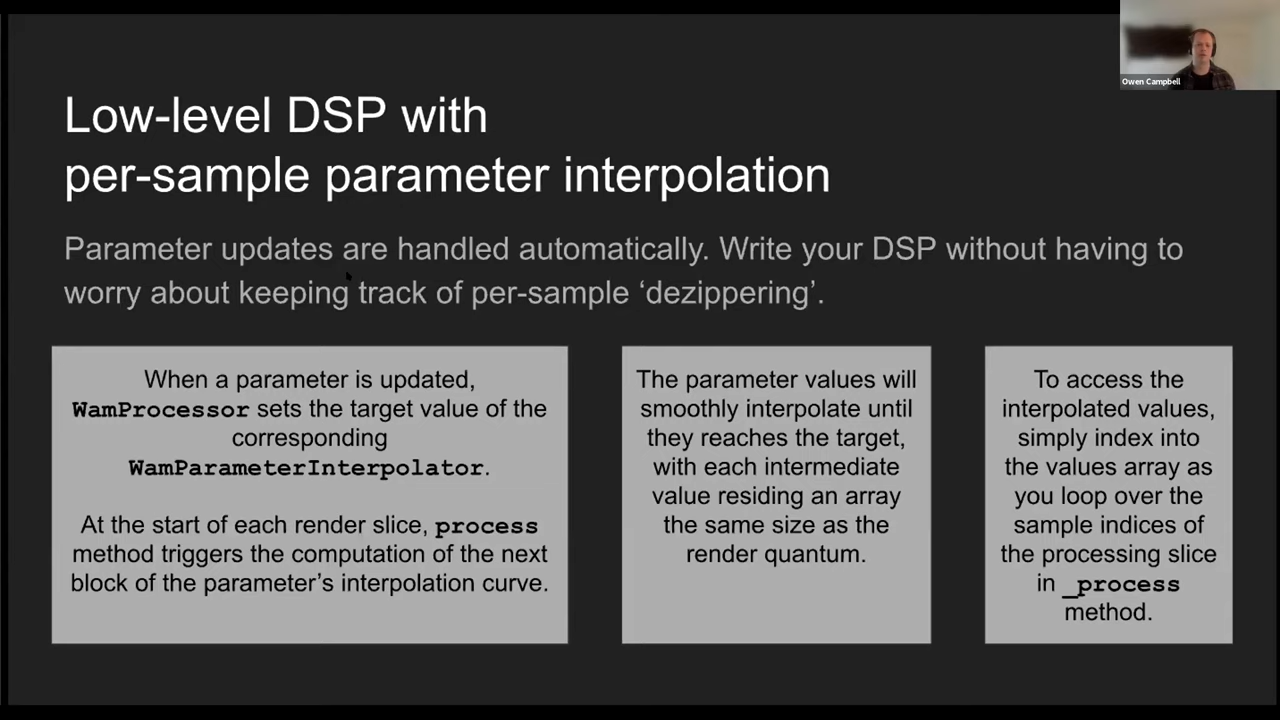 Owen Campbell
Low-level DSP with
per-sample parameter interpolation
Parameter updates are handled automatically. Write your DSP without having to
worry about keeping track of per-sample ‘dezippering’.
When a parameter is updated,
WamProcessor sets the target value of the
corresponding
WamParameterInterpolator.
At the start of each render slice, process
method triggers the computation of the next
block of the parameter’s interpolation curve.
The parameter values will
smoothly interpolate until
they reaches the target,
with each intermediate
value residing an array
the same size as the
render quantum.
To access the
interpolated values,
simply index into
the values array as
you loop over the
sample indices of
the processing slice
in _process
method.